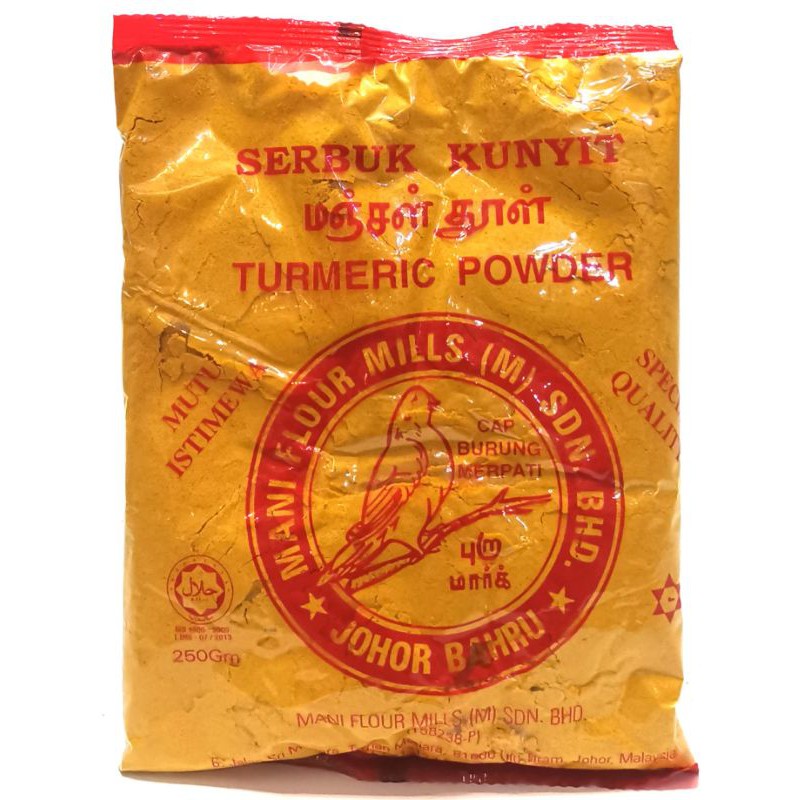 SERBUK KUNYIT
மஞ்சள் தூள்
TURMERIC POWDER
MUTU
ISTIMEWA
QUALITY
MANI FLOUR MILLS (M) SDN. BHD.
CAP
BURUNG
MERPATI
புறா
மார்க்
JOHOR BAHRU
حلال
250Gm
MANI FLOUR MILLS (M) SDN. BHD.
Johor, Malaysia